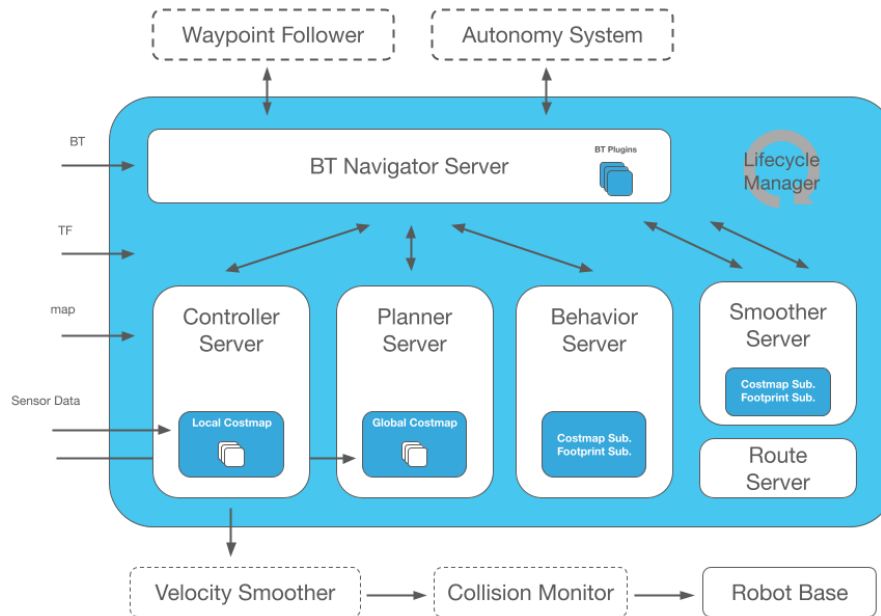 Waypoint Follower
Autonomy System
BT
BT Navigator Server
BT Plugins
Lifecycle
Manager
TF
map
Sensor Data
Controller
Server
Local Costmap
Planner
Server
Global Costmap
Behavior
Server
Costmap Sub.
Footprint Sub.
Smoother
Server
Costmap Sub.
Footprint Sub.
Route
Server
Velocity Smoother
Collision Monitor
Robot Base